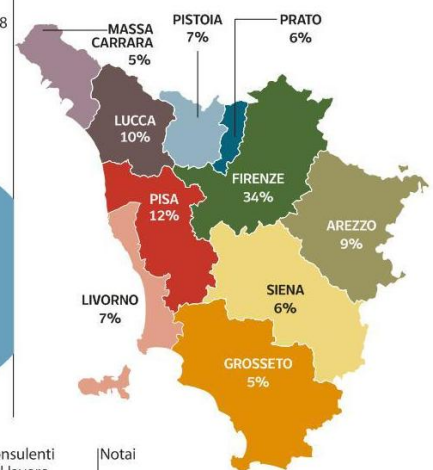 8
MASSA
CARRARA
5%
PISTOIA
7%
PRATO
6%
LUCCA
10%
FIRENZE
34%
PISA
12%
AREZZO
9%
LIVORNO
7%
SIENA
6%
GROSSETO
5%
Notai